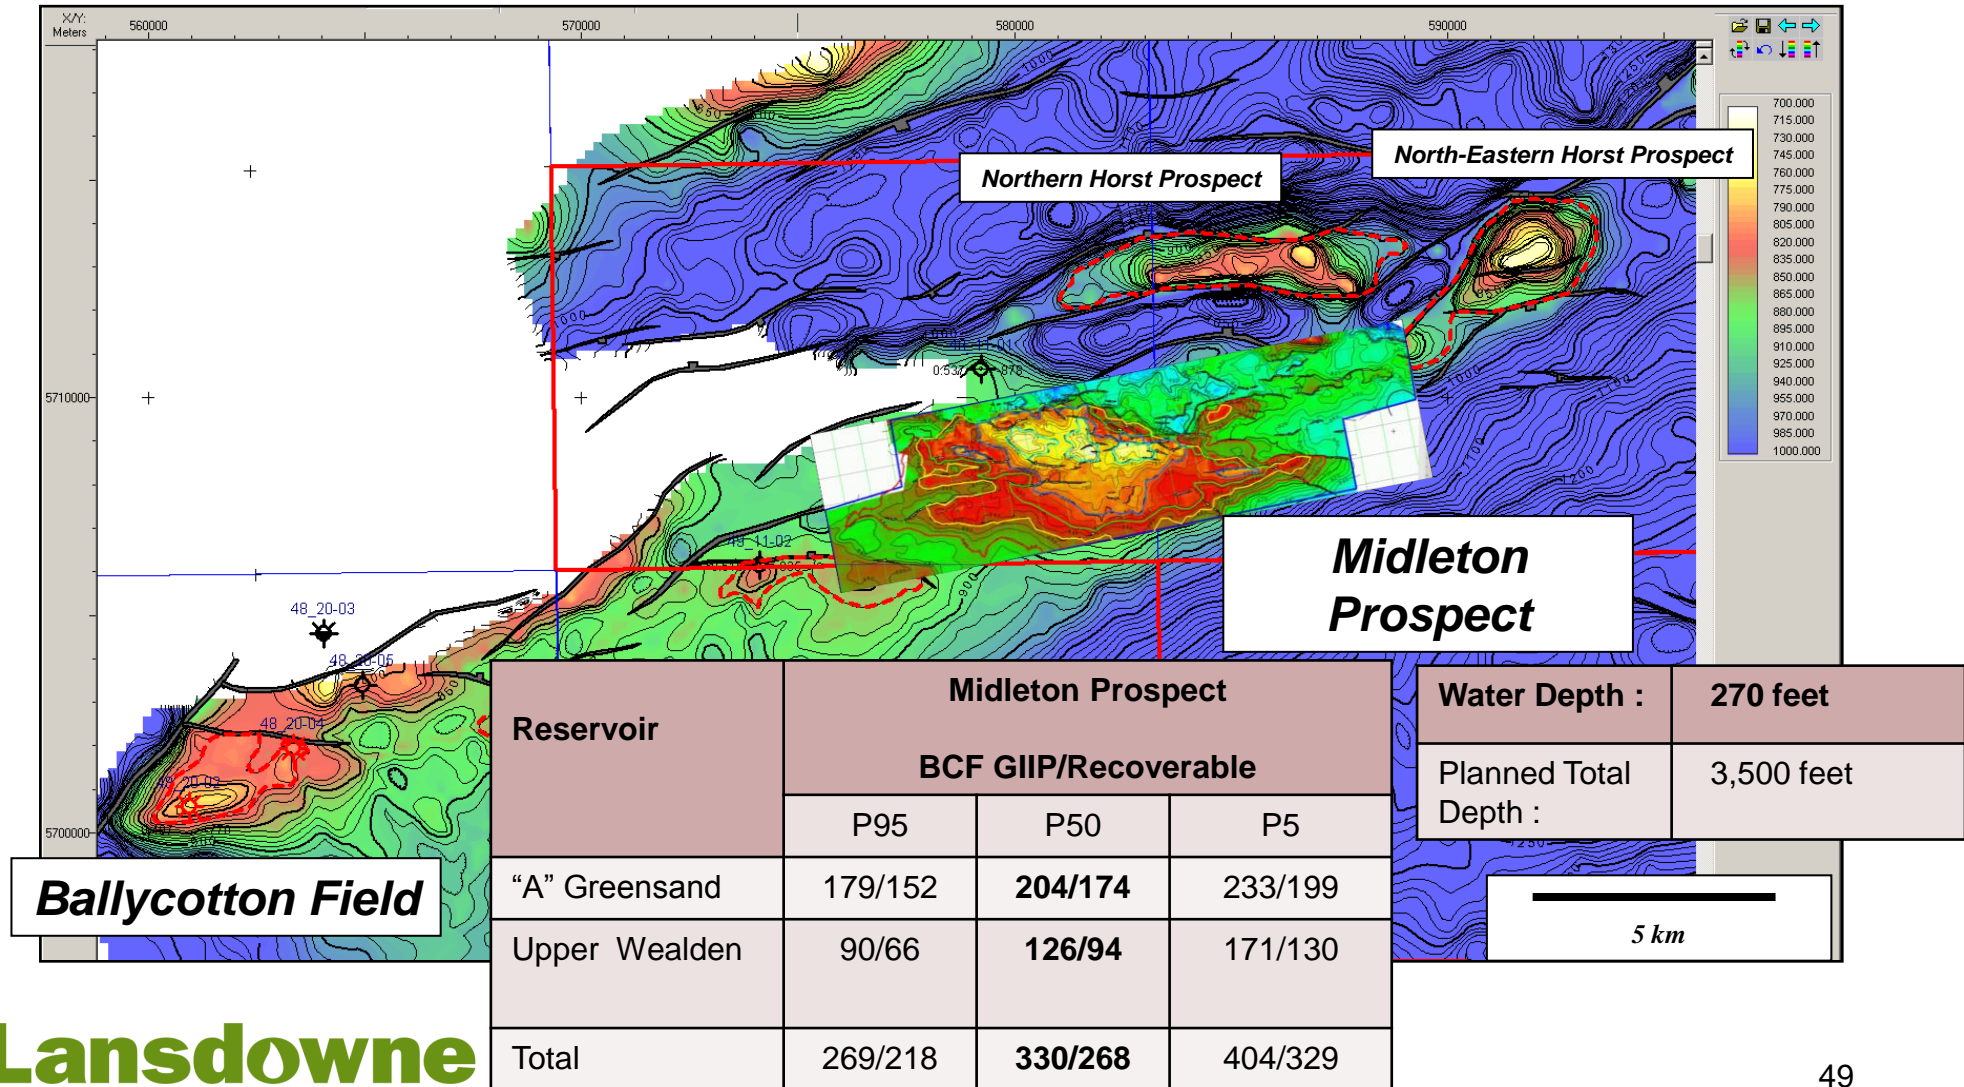 X/Y:
Meters
560000
570000
580000
590000
700.000
715.000
730.000
745.000
760.000
775.000
790.000
805.000
820.000
835.000
850.000
865.000
880.000
895.000
910.000
925.000
940.000
955.000
970.000
985.000
1000.000
North-Eastern Horst Prospect
Northern Horst Prospect
5710000
5700000
48_20-03
48_20-04
1000
1100
1200
900
1250
Midleton
Prospect
Ballycotton Field
Reservoir
Midleton Prospect
BCF GIIP/Recoverable
P95 P50 P5
“A” Greensand 179/152 204/174 233/199
Upper Wealden 90/66 126/94 171/130
Total 269/218 330/268 404/329
Water Depth : 270 feet
Planned Total
Depth :
3,500 feet
5 km
Lansdowne
49